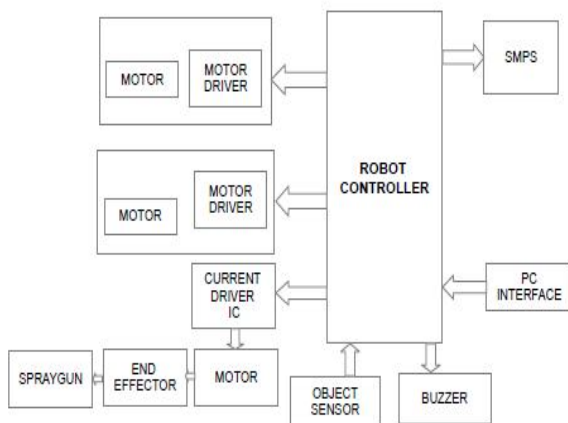 MOTOR
MOTOR
DRIVER
SMPS
ROBOT
CONTROLLER
MOTOR
MOTOR
DRIVER
CURRENT
DRIVER
IC
PC
INTERFACE
SPRAYGUN
END
EFFECTOR
MOTOR
OBJECT
SENSOR
BUZZER